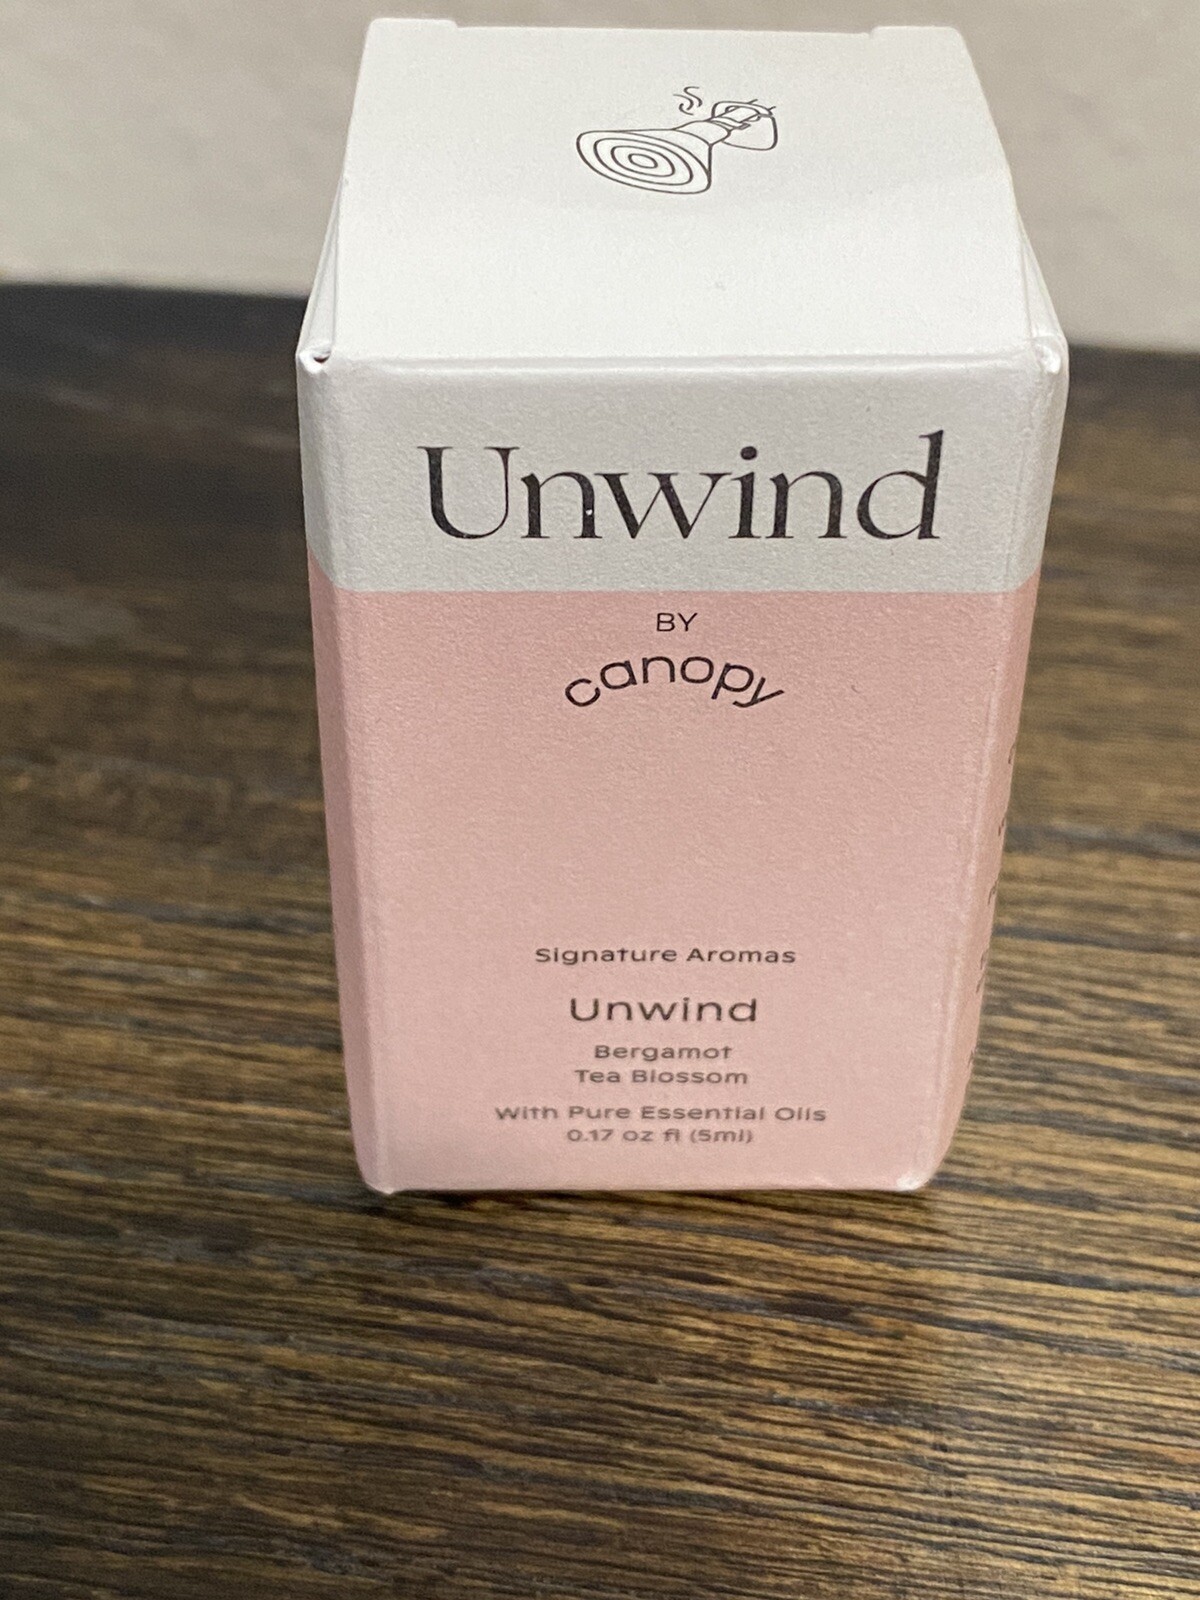 Unwind
BY
canopy
Signature Aromas
Unwind
Bergamot
Tea Blossom
With Pure Essential Oils
0.17 oz fl (5ml)